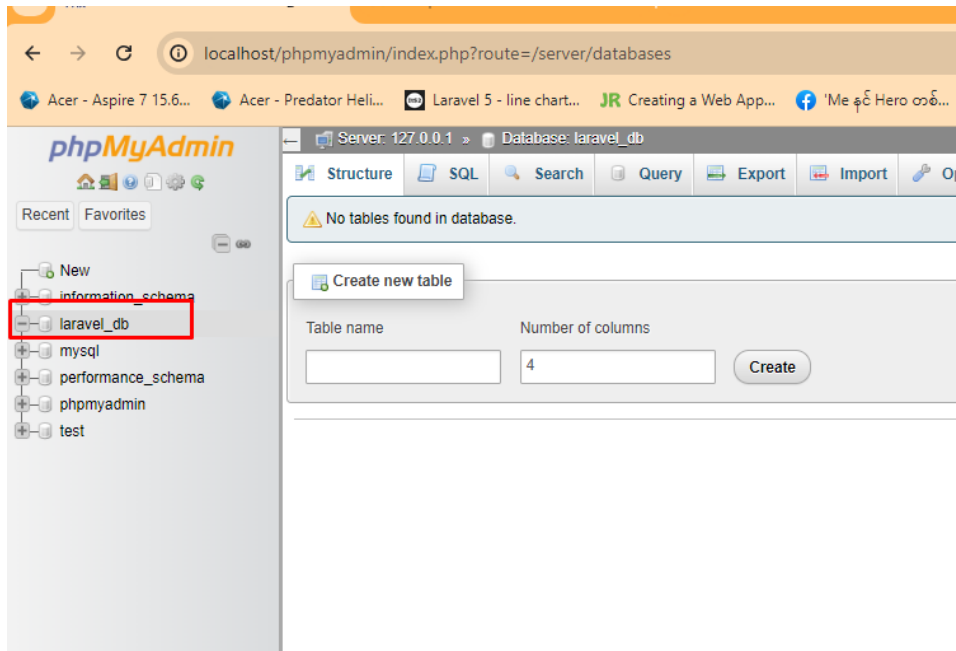 localhost/phpmyadmin/index.php?route=/server/databases
Acer - Aspire 7 15.6... Acer - Predator Heli... Laravel 5 - line chart... JR Creating a Web App... 'Me နှင့် Hero တစ်...
phpMyAdmin
Recent Favorites
New
information_schema
laravel_db
mysql
performance_schema
phpmyadmin
test
Server: 127.0.0.1 » Database: laravel_db
Structure SQL Search Query Export Import
No tables found in database.
Create new table
Table name Number of columns
4 Create